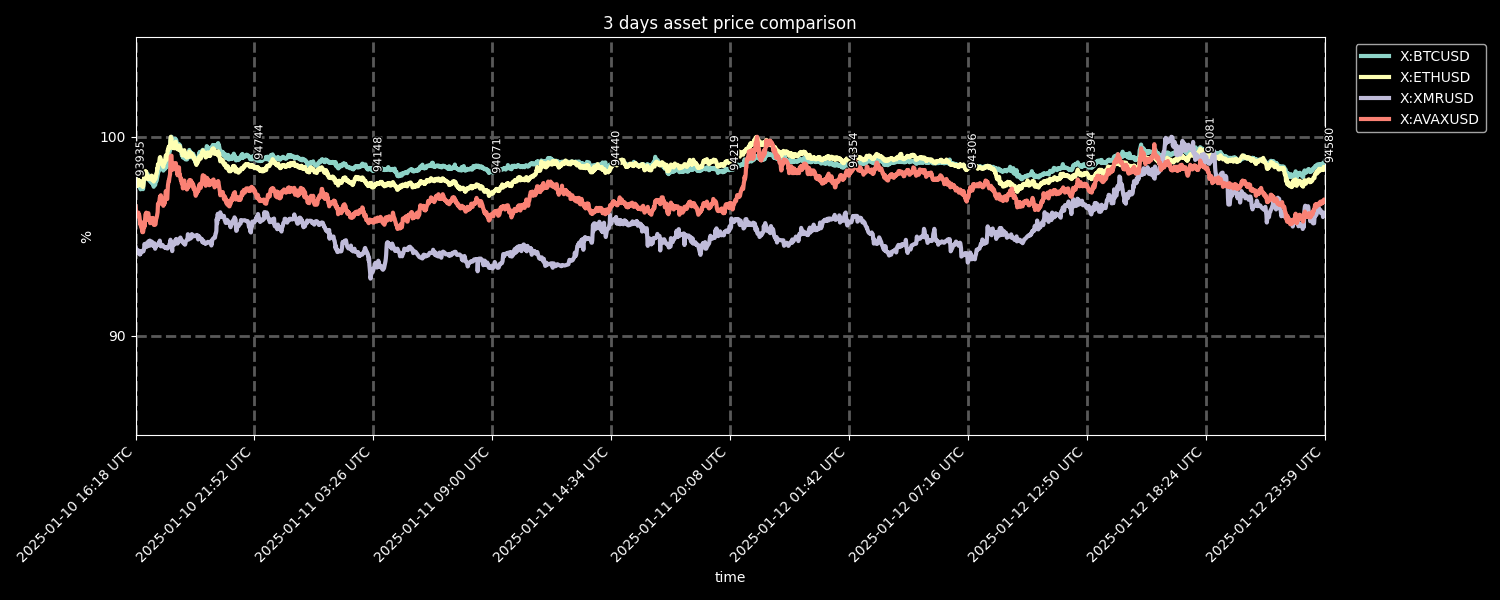 3 days asset price comparison
X:BTCUSD
X:ETHUSD
X:XMRUSD
X:AVAXUSD
100
90
%
93935
94744
94148
94071
94440
94219
94354
94306
94394
95081
94580
2025-01-10 16:18 UTC
2025-01-10 21:52 UTC
2025-01-11 03:26 UTC
2025-01-11 09:00 UTC
2025-01-11 14:34 UTC
2025-01-11 20:08 UTC
2025-01-12 01:42 UTC
2025-01-12 07:16 UTC
2025-01-12 12:50 UTC
2025-01-12 18:24 UTC
2025-01-12 23:59 UTC
time